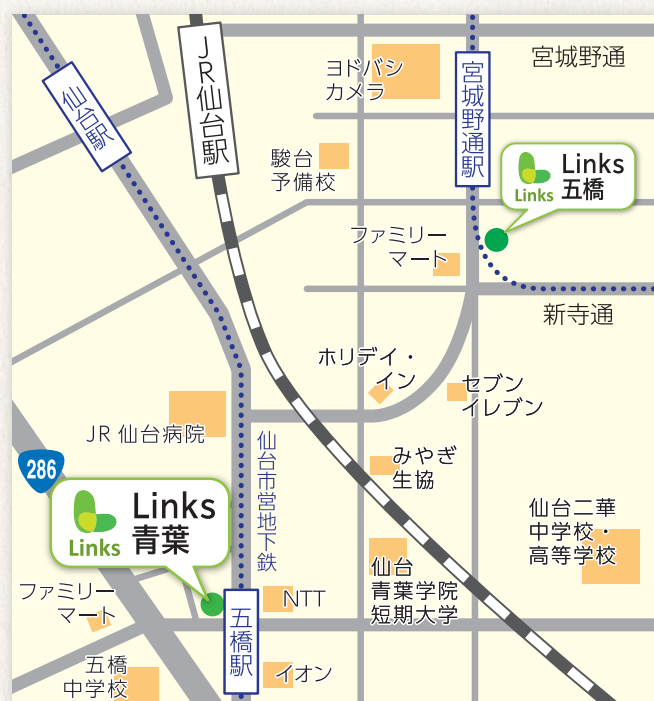 JR仙台駅
仙台駅
ヨドバシ
カメラ
宮城野通
宮城野通駅
駿台
予備校
Links
Links
五橋
ファミリー
マート
新寺通
ホリデイ・
イン
セブン
イレブン
JR 仙台病院
仙台市営地下鉄
みやぎ
生協
286
Links
Links
青葉
仙台二華
中学校・
高等学校
仙台
青葉学院
短期大学
ファミリー
マート
NTT
五橋駅
五橋
中学校
イオン